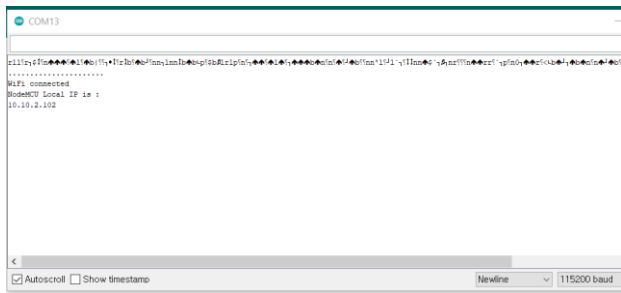 COM13
......................
WiFi connected
NodeMCU Local IP is :
10.10.2.102
Autoscroll
Show timestamp
Newline
115200 baud